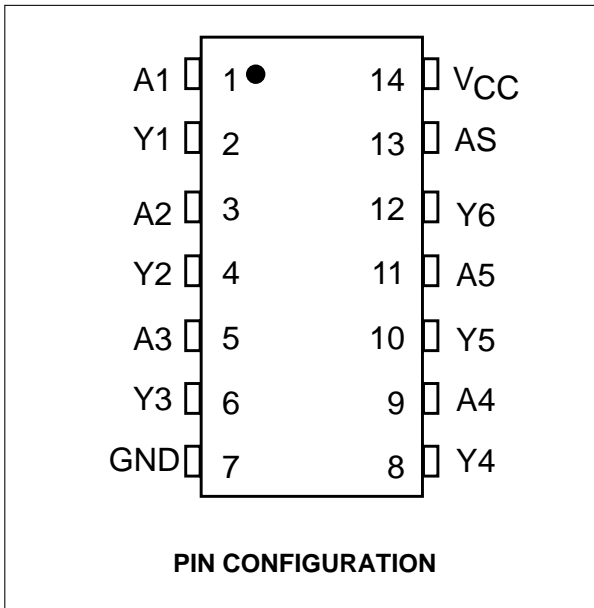 A1 1 14 VCC
Y1 2 13 AS
A2 3 12 Y6
Y2 4 11 A5
A3 5 10 Y5
Y3 6 9 A4
GND 7 8 Y4
PIN CONFIGURATION